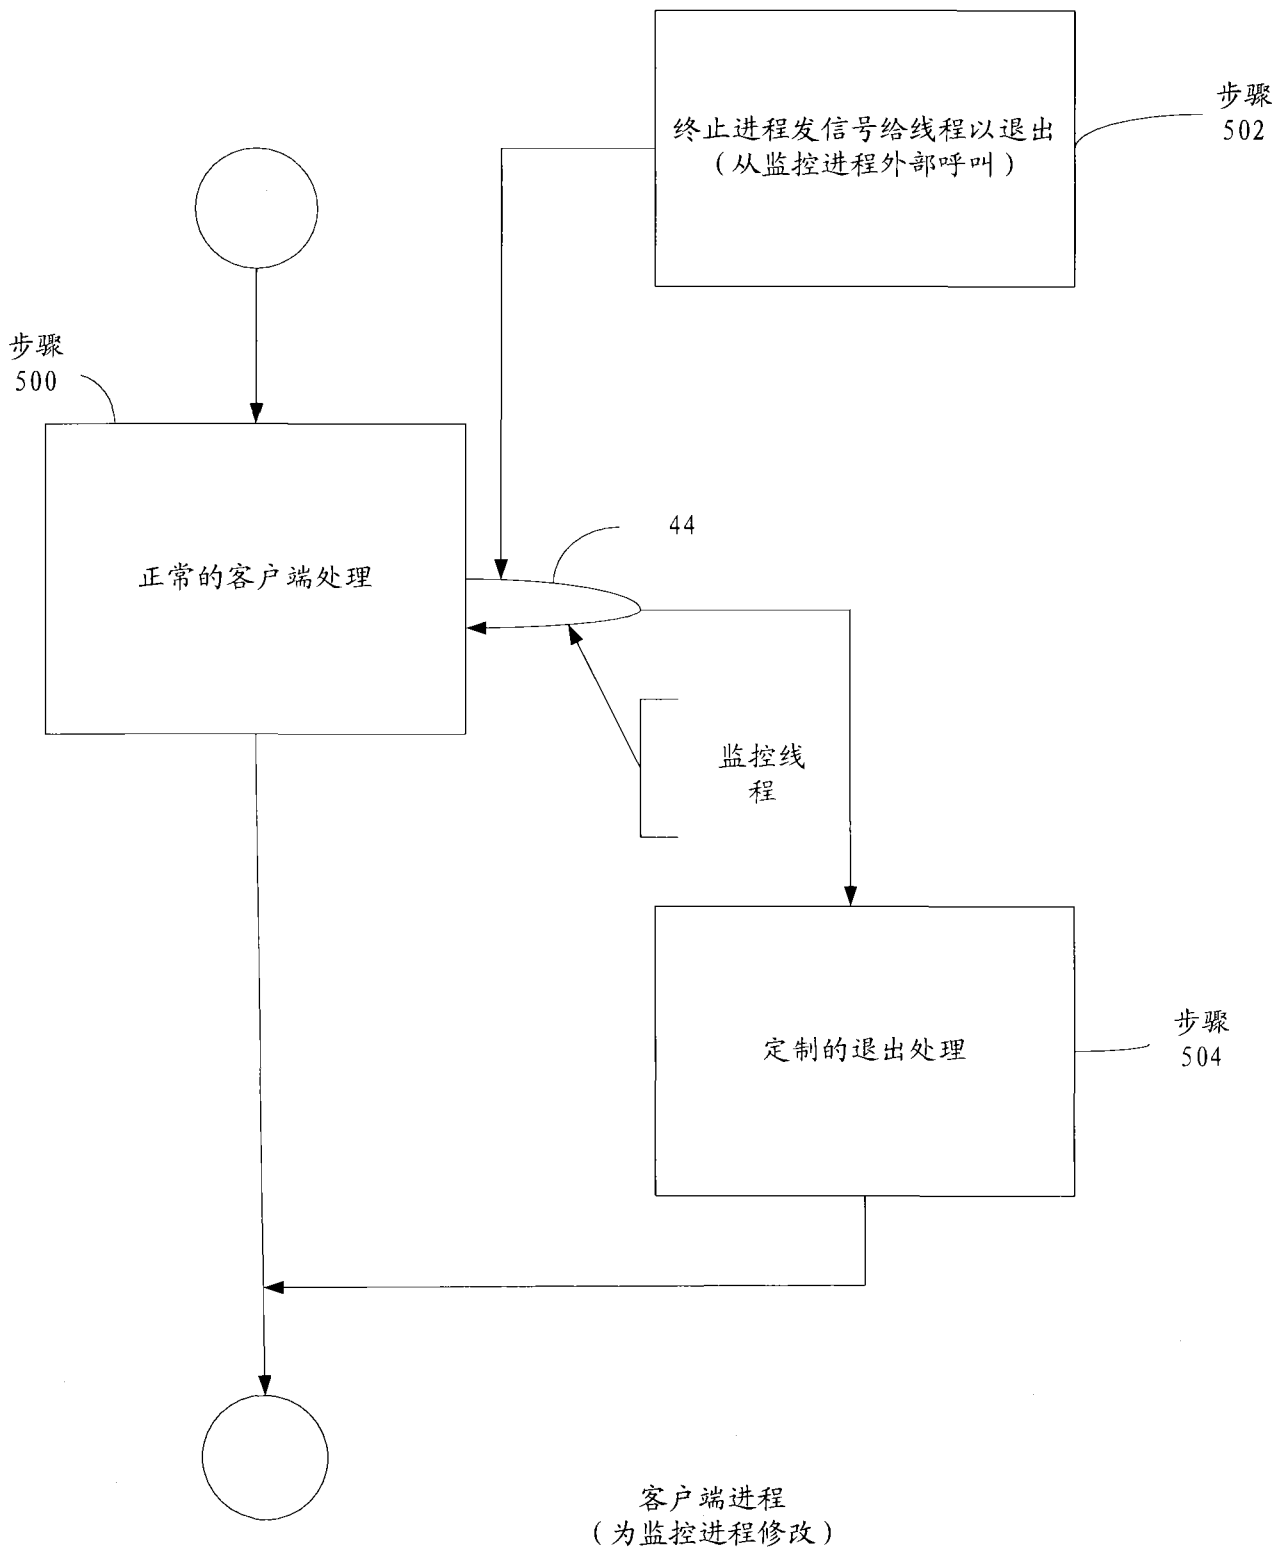 终止进程发信号给线程以退出
（从监控进程外部呼叫）
步骤
502
步骤
500
44
正常的客户端处理
监控线
程
定制的退出处理
步骤
504
客户端进程
（为监控进程修改）